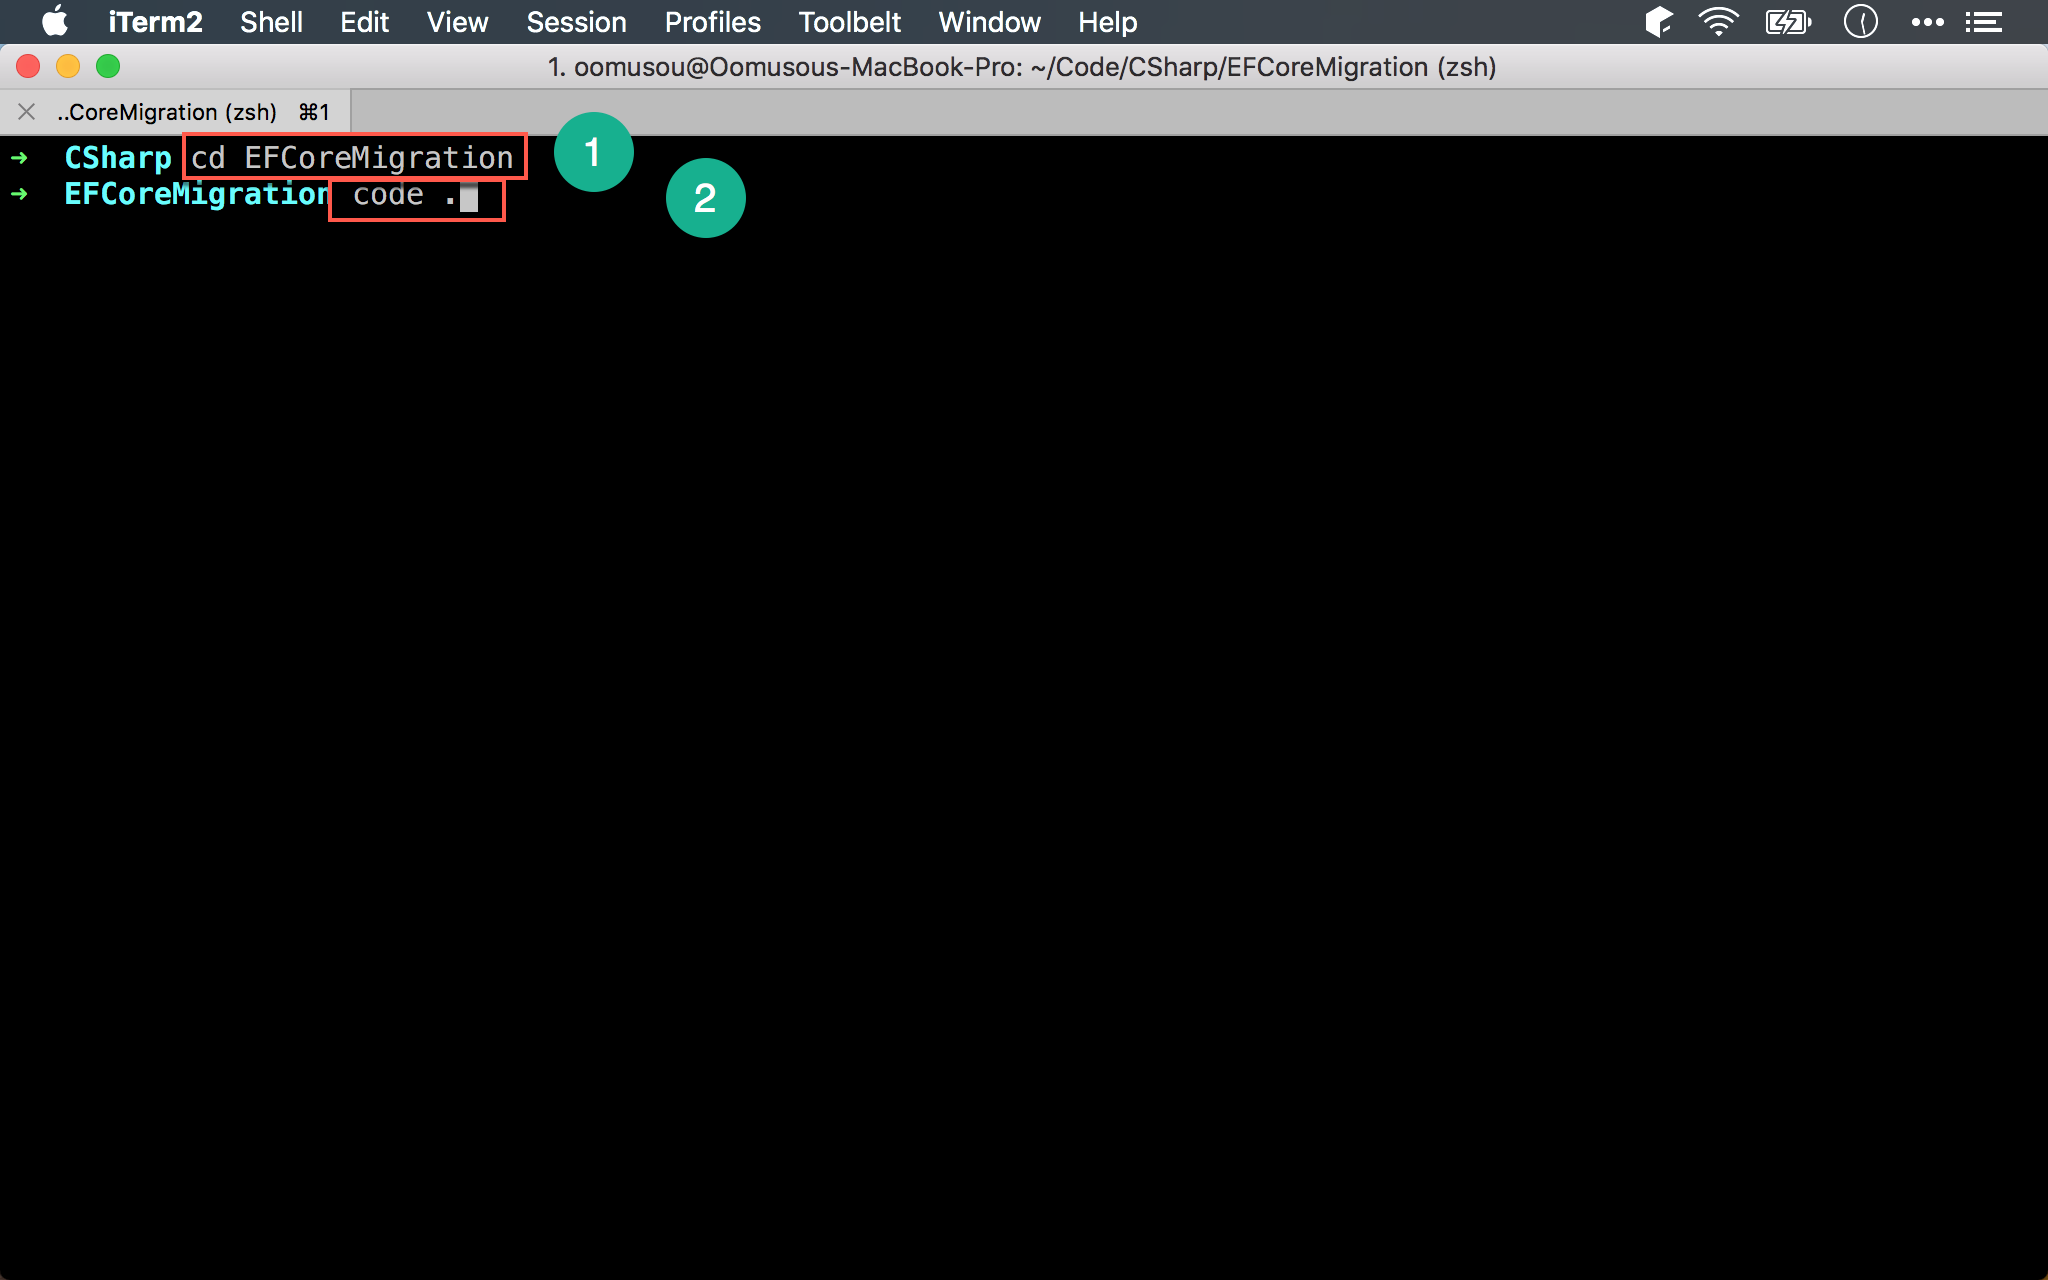 iTerm2 Shell Edit View Session Profiles Toolbelt Window Help
1. oomusou@Oomusous-MacBook-Pro: ~/Code/CSharp/EFCoreMigration (zsh)
..CoreMigration (zsh) ⌘1
➜ CSharp cd EFCoreMigration 1
➜ EFCoreMigration code . 2